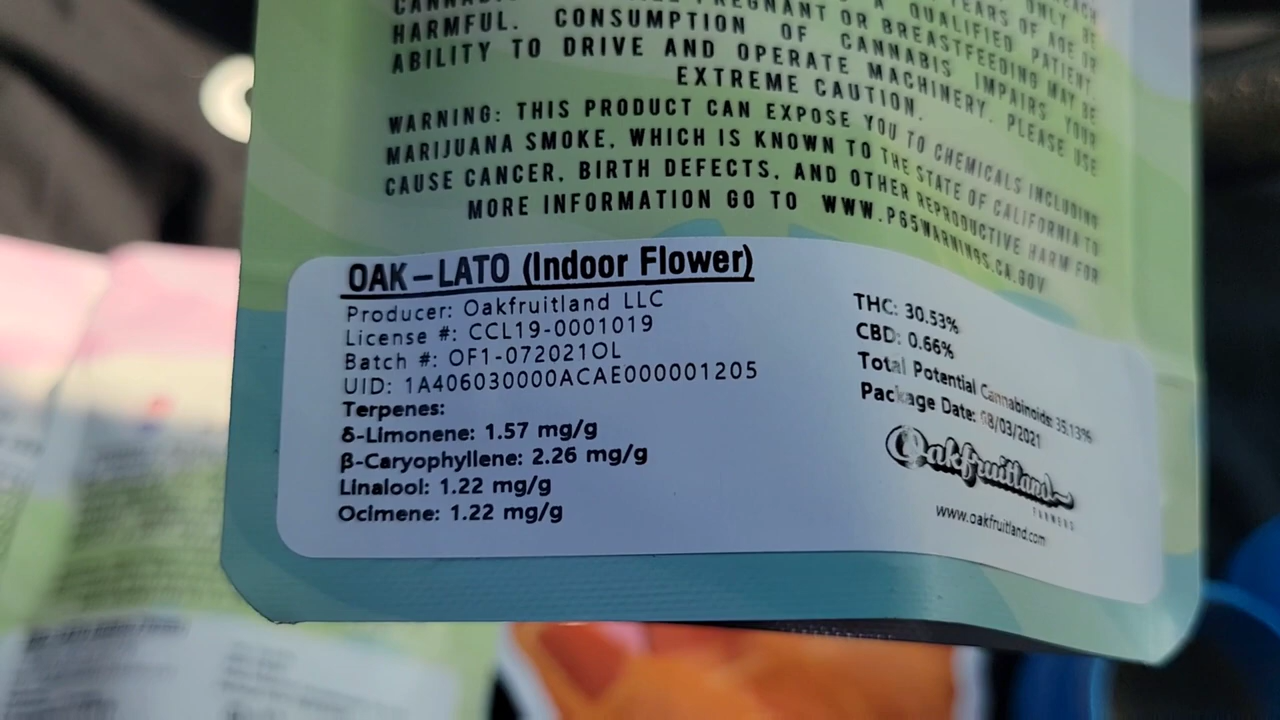 HARMFUL. CONSUMPTION OF CANNABIS IMPAIRS YOUR
ABILITY TO DRIVE AND OPERATE MACHINERY. PLEASE USE
EXTREME CAUTION.
WARNING: THIS PRODUCT CAN EXPOSE YOU TO CHEMICALS INCLUDING
MARIJUANA SMOKE, WHICH IS KNOWN TO THE STATE OF CALIFORNIA TO
CAUSE CANCER, BIRTH DEFECTS, AND OTHER REPRODUCTIVE HARM FOR
MORE INFORMATION GO TO WWW.P65WARNINGS.CA.GOV
OAK-LATO (Indoor Flower)
Producer: Oakfruitland LLC
License #: CCL19-0001019
Batch #: OF1-072021OL
UID: 1A406030000ACAE000001205
Terpenes:
δ-Limonene: 1.57 mg/g
β-Caryophyllene: 2.26 mg/g
Linalool: 1.22 mg/g
Ocimene: 1.22 mg/g
THC: 30.53%
CBD: 0.66%
Total Potential Cannabinoids: 35.13%
Package Date: 08/03/2021
Oakfruitland
FARMERS
www.oakfruitland.com